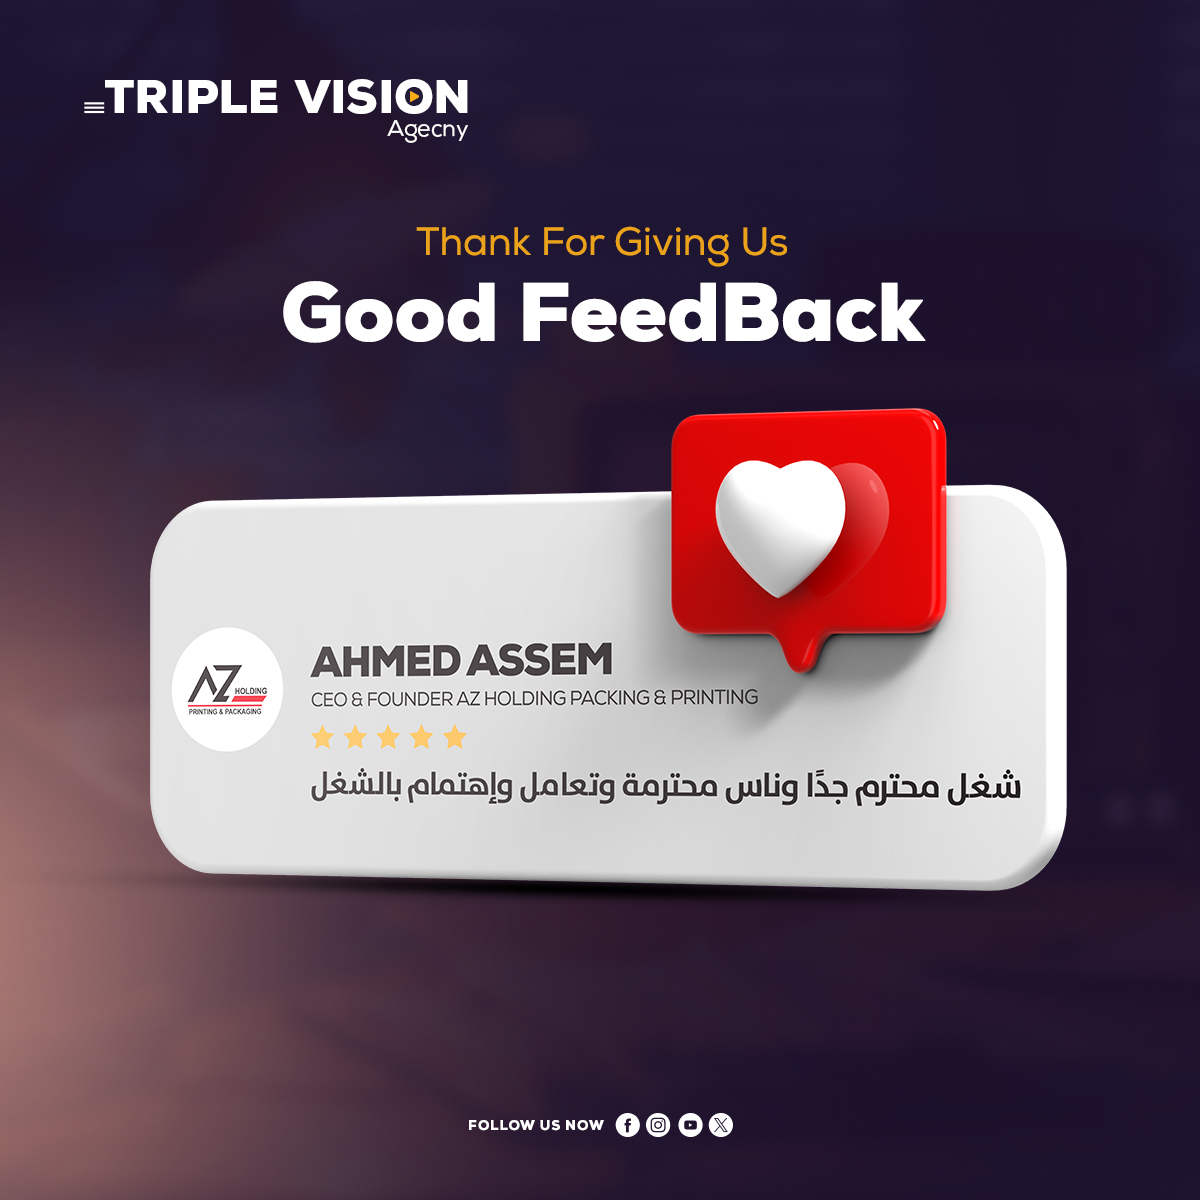 TRIPLE VISION
Agecny
Thank For Giving Us
Good FeedBack
AHMED ASSEM
CEO & FOUNDER AZ HOLDING PACKING & PRINTING
AZ HOLDING
PRINTING & PACKAGING
شغل محترم جدًا وناس محترمة وتعامل وإهتمام بالشغل
FOLLOW US NOW